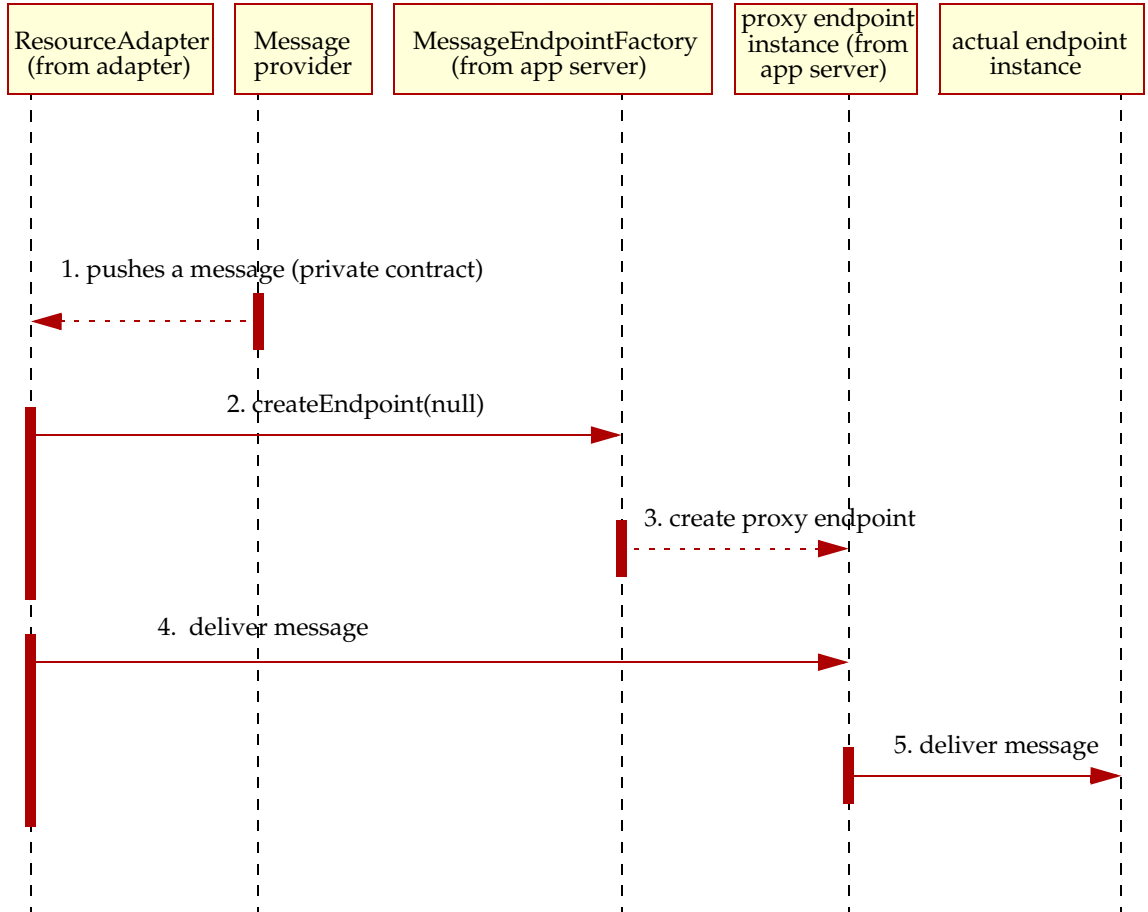 ResourceAdapter
(from adapter)
Message
provider
MessageEndpointFactory
(from app server)
proxy endpoint
instance (from
app server)
actual endpoint
instance
1. pushes a message (private contract)
2. createEndpoint(null)
3. create proxy endpoint
4.  deliver message
5. deliver message